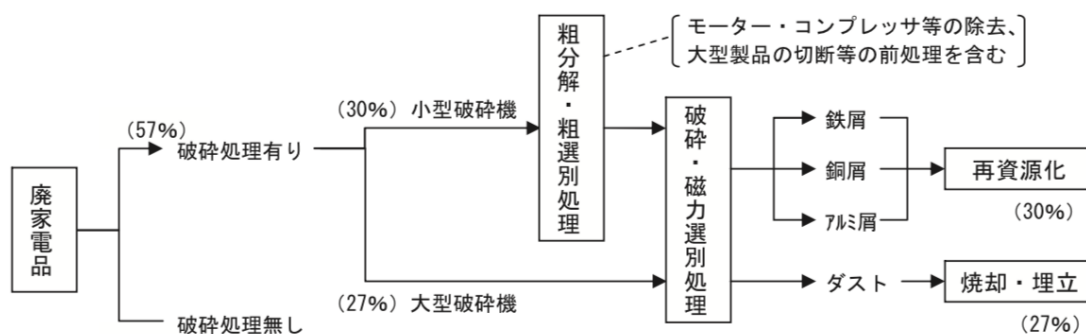 モーター・コンプレッサ等の除去、
大型製品の切断等の前処理を含む
粗分解・粗選別処理
(57%)
破砕処理有り
(30%) 小型破砕機
破砕・磁力選別処理
鉄屑
銅屑
アルミ屑
再資源化
(30%)
廃家電品
(27%) 大型破砕機
ダスト
焼却・埋立
(27%)
破砕処理無し